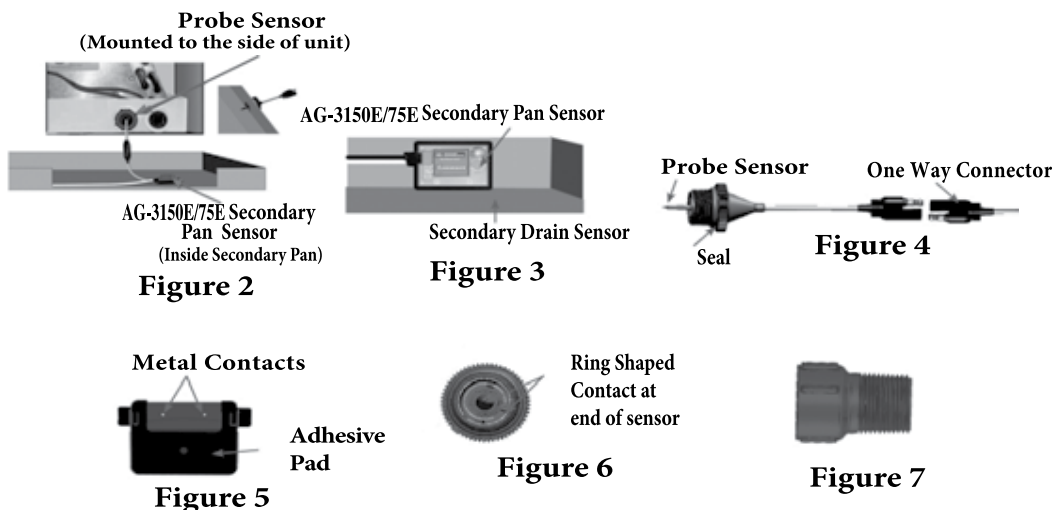 Probe Sensor
(Mounted to the side of unit)
AG-3150E/75E Secondary
Pan Sensor
(Inside Secondary Pan)
Figure 2
AG-3150E/75E Secondary Pan Sensor
Secondary Drain Sensor
Figure 3
Probe Sensor
One Way Connector
Seal
Figure 4
Metal Contacts
Adhesive
Pad
Figure 5
Ring Shaped
Contact at
end of sensor
Figure 6
Figure 7